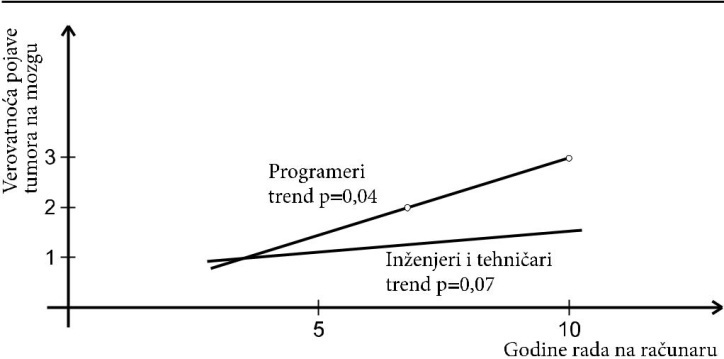 Verovatnoća pojave
tumora na mozgu
3
2
1
Programeri
trend p=0,04
Inženjeri i tehničari
trend p=0,07
5
10
Godine rada na računaru